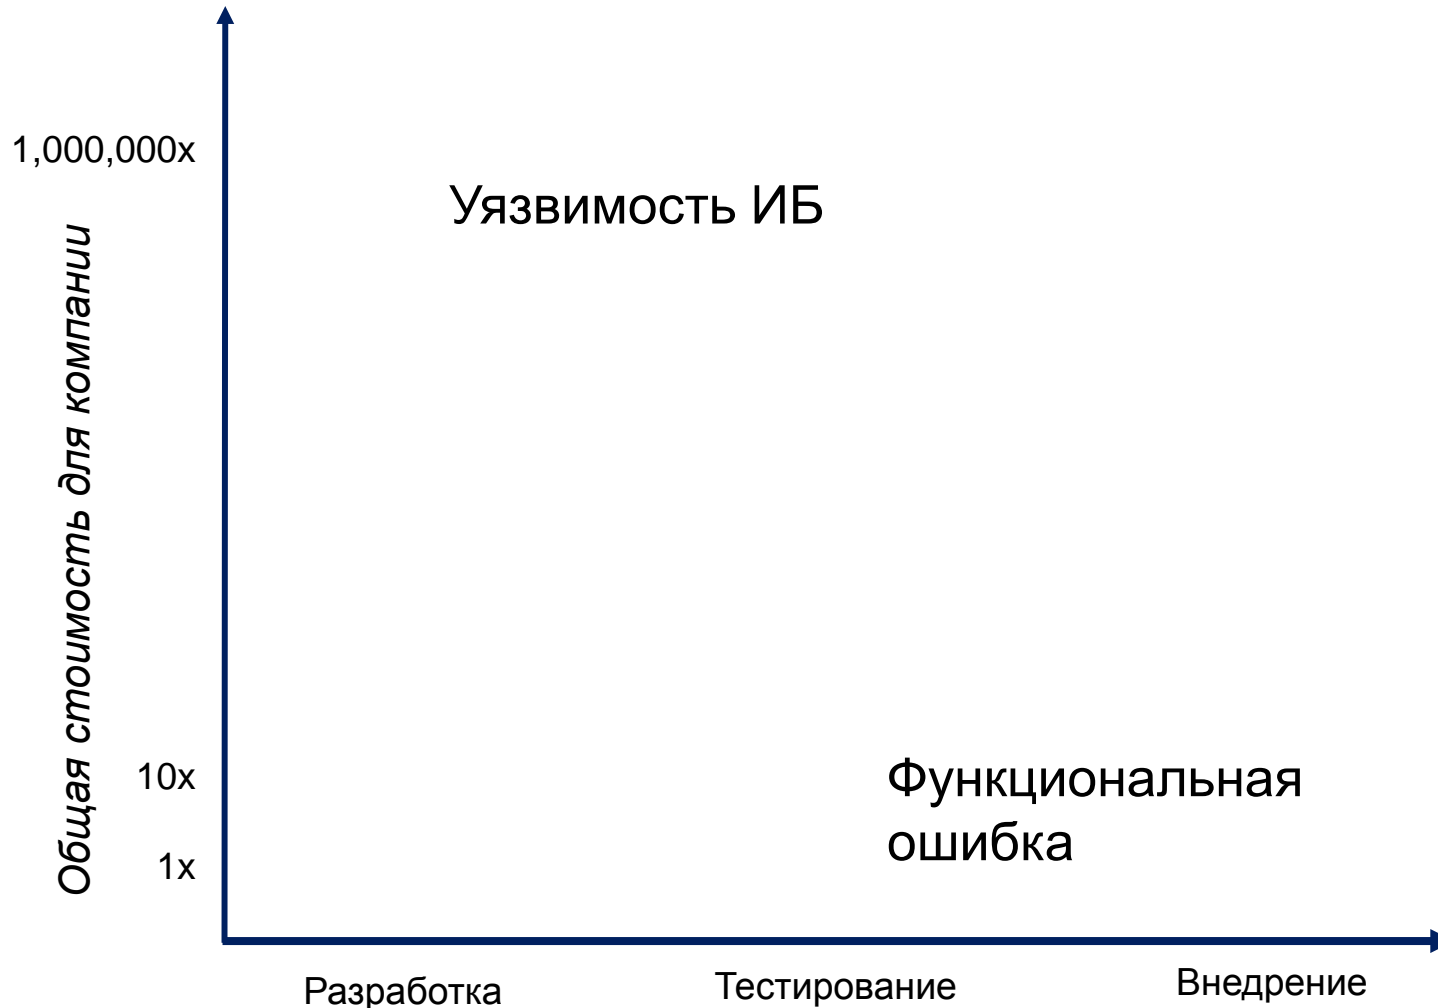 1,000,000x
Уязвимость ИБ
Общая стоимость для компании
10x
Функциональная
ошибка
1x
Разработка
Тестирование
Внедрение